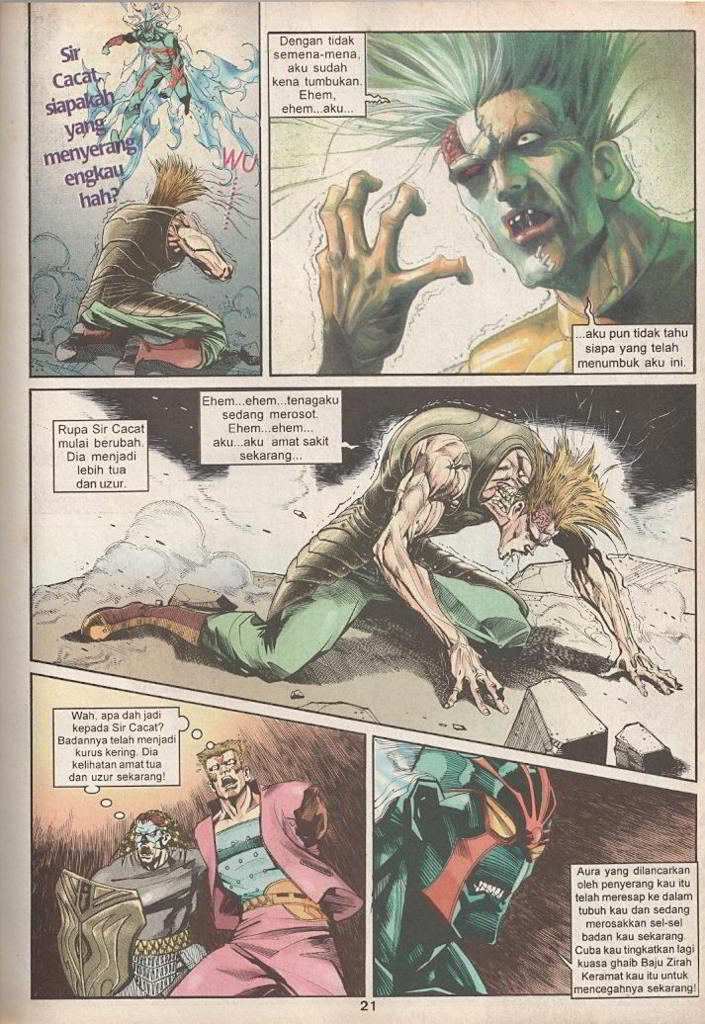 Sir
Cacat,
siapakah
yang
menyerang
engkau
hah?
WU
Dengan tidak
semena-mena,
aku sudah
kena tumbukan.
Ehem,
ehem...aku...
...aku pun tidak tahu
siapa yang telah
menumbuk aku ini.
Rupa Sir Cacat
mulai berubah.
Dia menjadi
lebih tua
dan uzur.
Ehem...ehem...tenagaku
sedang merosot.
Ehem...ehem...
aku...aku  amat sakit
sekarang...
Wah, apa dah jadi
kepada Sir Cacat?
Badannya telah menjadi
kurus kering. Dia
kelihatan amat tua
dan uzur sekarang!
Aura yang dilancarkan
oleh penyerang kau itu
telah meresap ke dalam
tubuh kau dan sedang
merosakkan sel-sel
badan kau sekarang.
Cuba kau tingkatkan lagi
kuasa ghaib Baju Zirah
Keramat kau itu untuk
mencegahnya sekarang!
21